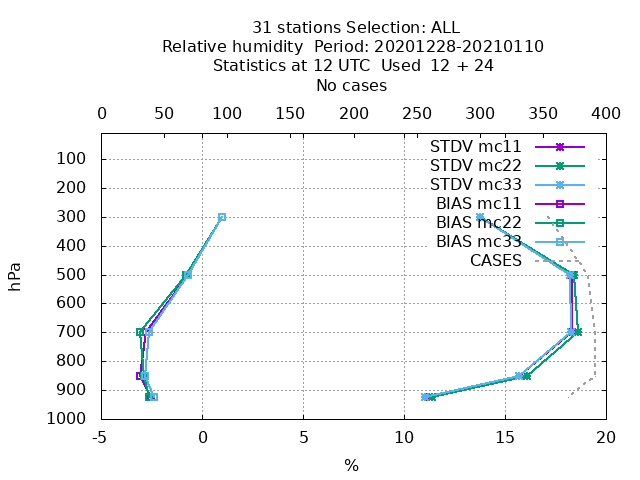 31 stations Selection: ALL
Relative humidity  Period: 20201228-20210110
Statistics at 12 UTC  Used  12 + 24
No cases
0 50 100 150 200 250 300 350 400
STDV mc11
STDV mc22
STDV mc33
BIAS mc11
BIAS mc22
BIAS mc33
CASES
hPa
100
200
300
400
500
600
700
800
900
1000
-5 0 5 10 15 20
%